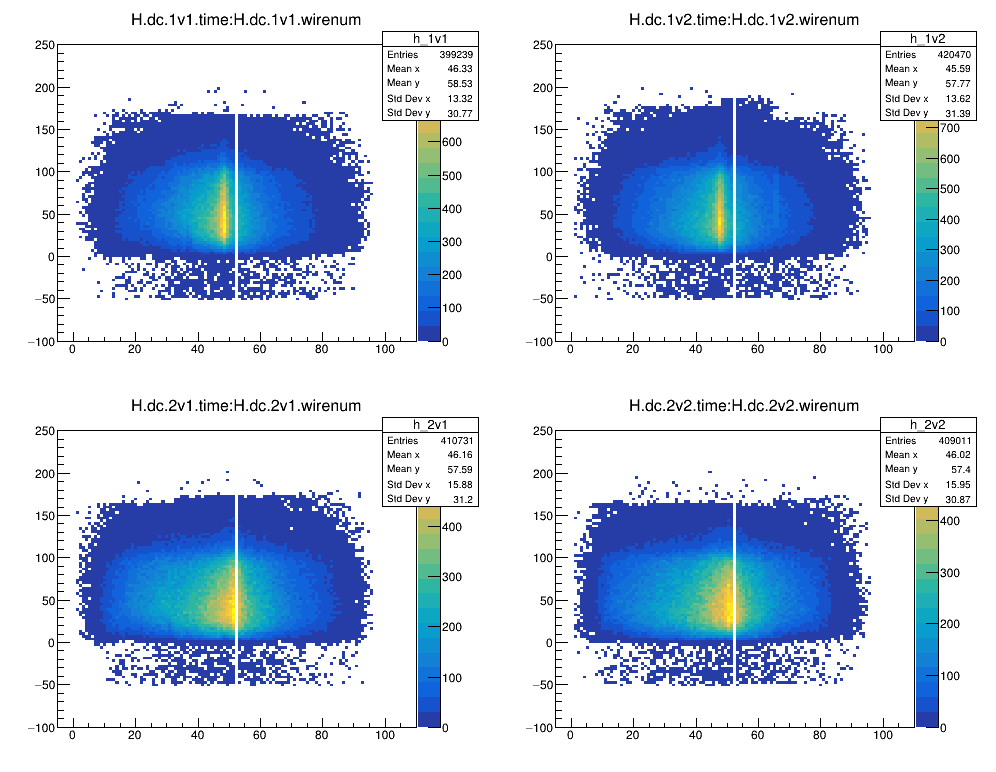 H.dc.1v1.time:H.dc.1v1.wirenum
h_1v1
Entries 399239
Mean x 46.33
Mean y 58.53
Std Dev x 13.32
Std Dev y 30.77
250
200
150
100
50
0
−50
−100
0 20 40 60 80 100
600
500
400
300
200
100
0
H.dc.1v2.time:H.dc.1v2.wirenum
h_1v2
Entries 420470
Mean x 45.59
Mean y 57.77
Std Dev x 13.62
Std Dev y 31.39
250
200
150
100
50
0
−50
−100
0 20 40 60 80 100
700
600
500
400
300
200
100
0
H.dc.2v1.time:H.dc.2v1.wirenum
h_2v1
Entries 410731
Mean x 46.16
Mean y 57.59
Std Dev x 15.88
Std Dev y 31.2
250
200
150
100
50
0
−50
−100
0 20 40 60 80 100
400
300
200
100
0
H.dc.2v2.time:H.dc.2v2.wirenum
h_2v2
Entries 409011
Mean x 46.02
Mean y 57.4
Std Dev x 15.95
Std Dev y 30.87
250
200
150
100
50
0
−50
−100
0 20 40 60 80 100
400
300
200
100
0